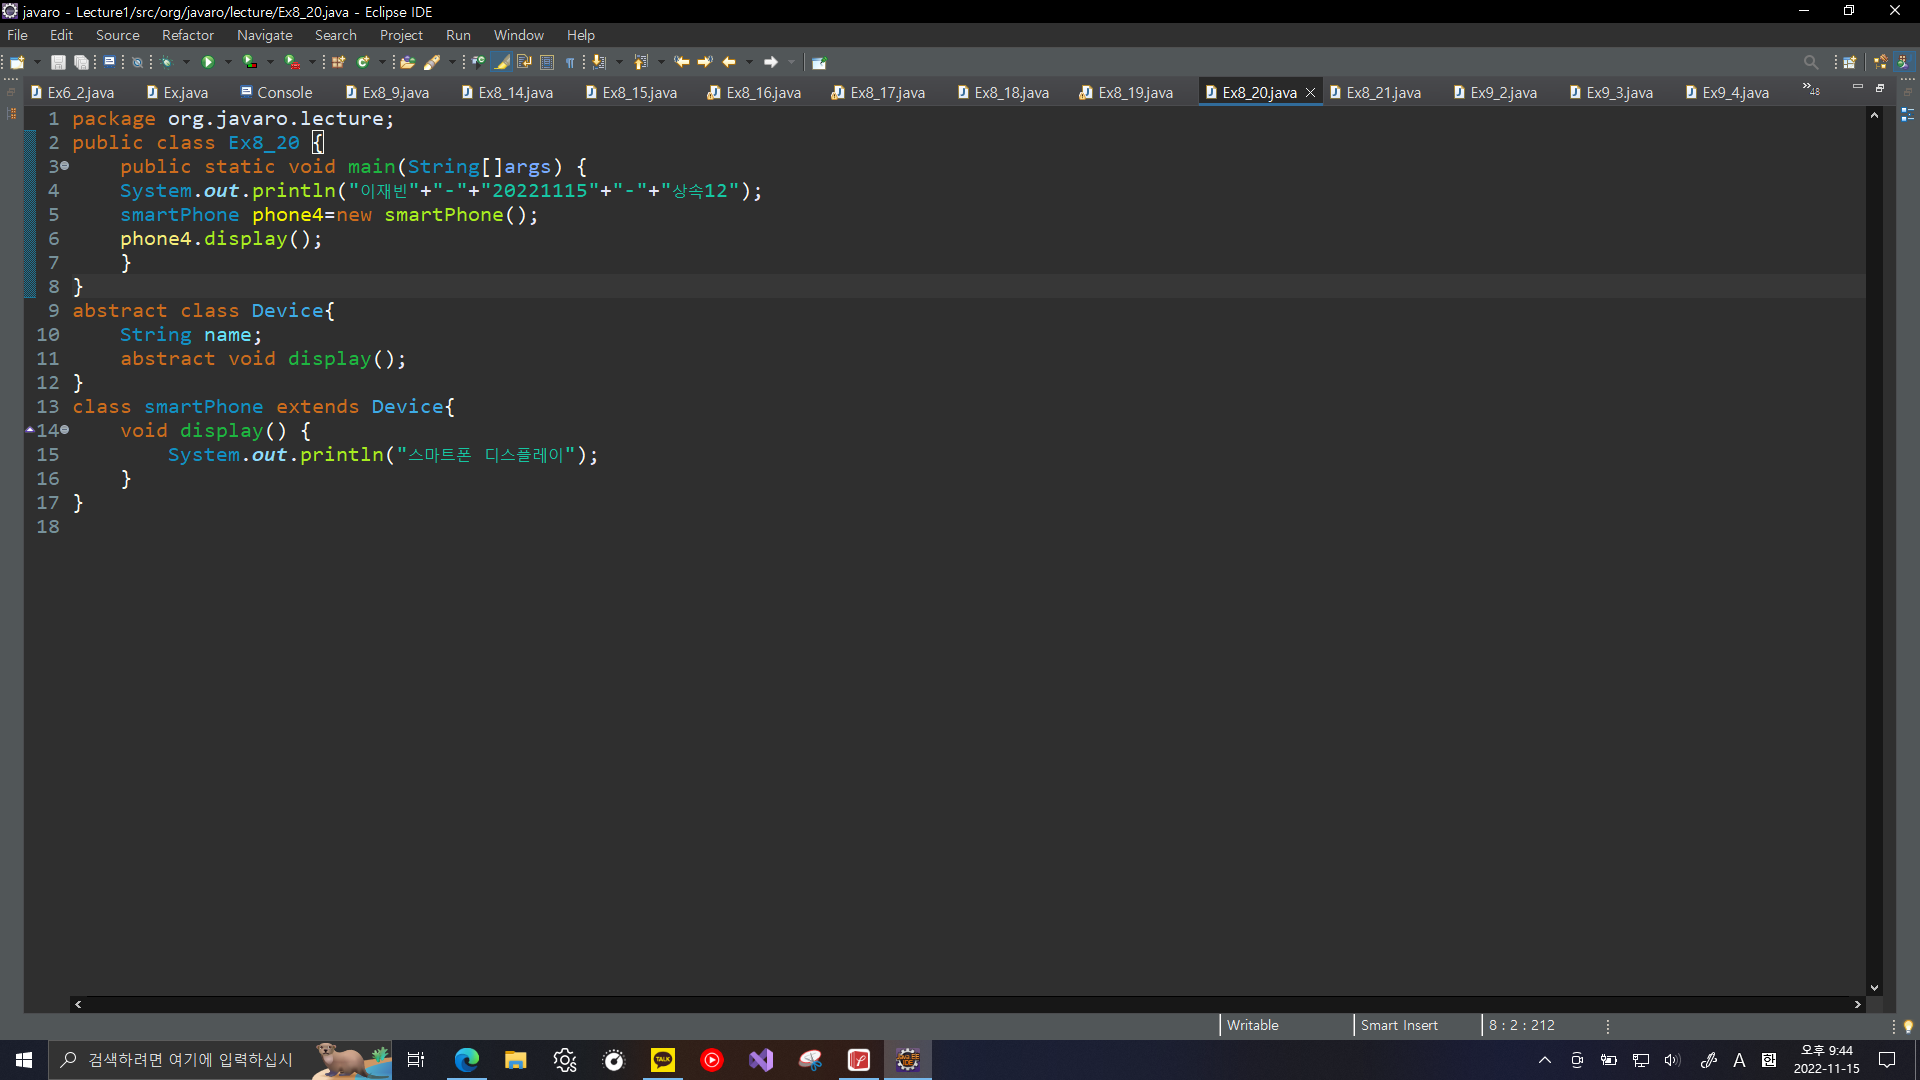 javaro - Lecture1/src/org/javaro/lecture/Ex8_20.java - Eclipse IDE
File Edit Source Refactor Navigate Search Project Run Window Help
Ex6_2.java Ex.java Console Ex8_9.java Ex8_14.java Ex8_15.java Ex8_16.java Ex8_17.java Ex8_18.java Ex8_19.java Ex8_20.java Ex8_21.java Ex9_2.java Ex9_3.java Ex9_4.java »48
1 package org.javaro.lecture;
2 public class Ex8_20 {
3 public static void main(String[]args) {
4 System.out.println("이재빈"+"-"+"20221115"+"-"+"상속12");
5 smartPhone phone4=new smartPhone();
6 phone4.display();
7 }
8 }
9 abstract class Device{
10 String name;
11 abstract void display();
12 }
13 class smartPhone extends Device{
14 void display() {
15 System.out.println("스마트폰 디스플레이");
16 }
17 }
18
Writable Smart Insert 8 : 2 : 212
검색하려면 여기에 입력하십시 TALK A 오후 9:44
2022-11-15